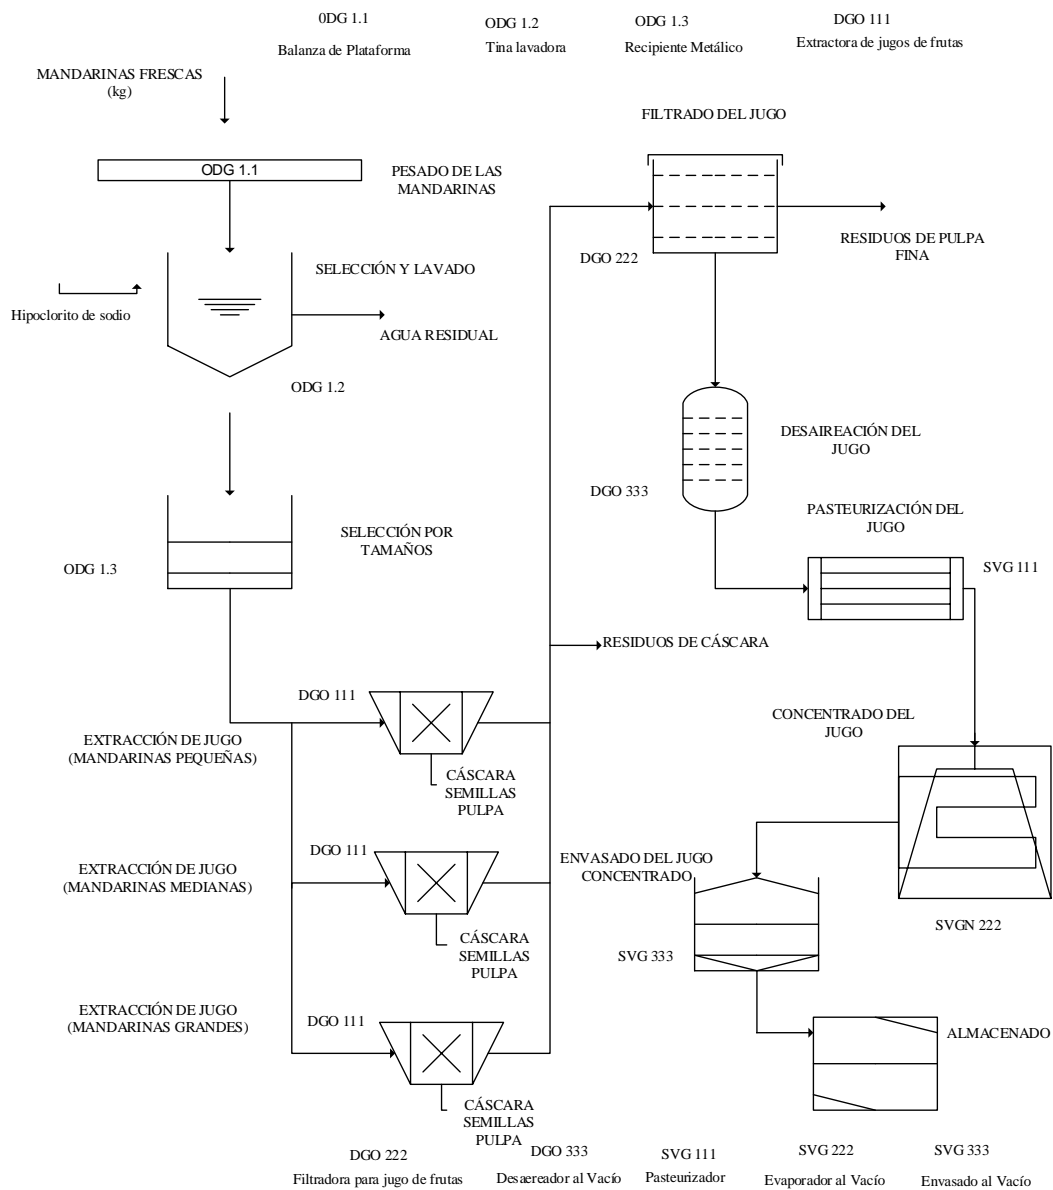 0DG 1.1
Balanza de Plataforma
ODG 1.2
Tina lavadora
ODG 1.3
Recipiente Metálico
DGO 111
Extractora de jugos de frutas
MANDARINAS FRESCAS
(kg)
ODG 1.1
PESADO DE LAS
MANDARINAS
SELECCIÓN Y LAVADO
Hipoclorito de sodio
AGUA RESIDUAL
ODG 1.2
SELECCIÓN POR
TAMAÑOS
ODG 1.3
DGO 111
EXTRACCIÓN DE JUGO
(MANDARINAS PEQUEÑAS)
CÁSCARA
SEMILLAS
PULPA
DGO 111
EXTRACCIÓN DE JUGO
(MANDARINAS MEDIANAS)
CÁSCARA
SEMILLAS
PULPA
DGO 111
EXTRACCIÓN DE JUGO
(MANDARINAS GRANDES)
CÁSCARA
SEMILLAS
PULPA
RESIDUOS DE CÁSCARA
FILTRADO DEL JUGO
DGO 222
RESIDUOS DE PULPA
FINA
DESAIREACIÓN DEL
JUGO
DGO 333
PASTEURIZACIÓN DEL
JUGO
SVG 111
CONCENTRADO DEL
JUGO
SVGN 222
ENVASADO DEL JUGO
CONCENTRADO
SVG 333
ALMACENADO
DGO 222
Filtradora para jugo de frutas
DGO 333
Desaereador al Vacío
SVG 111
Pasteurizador
SVG 222
Evaporador al Vacío
SVG 333
Envasado al Vacío